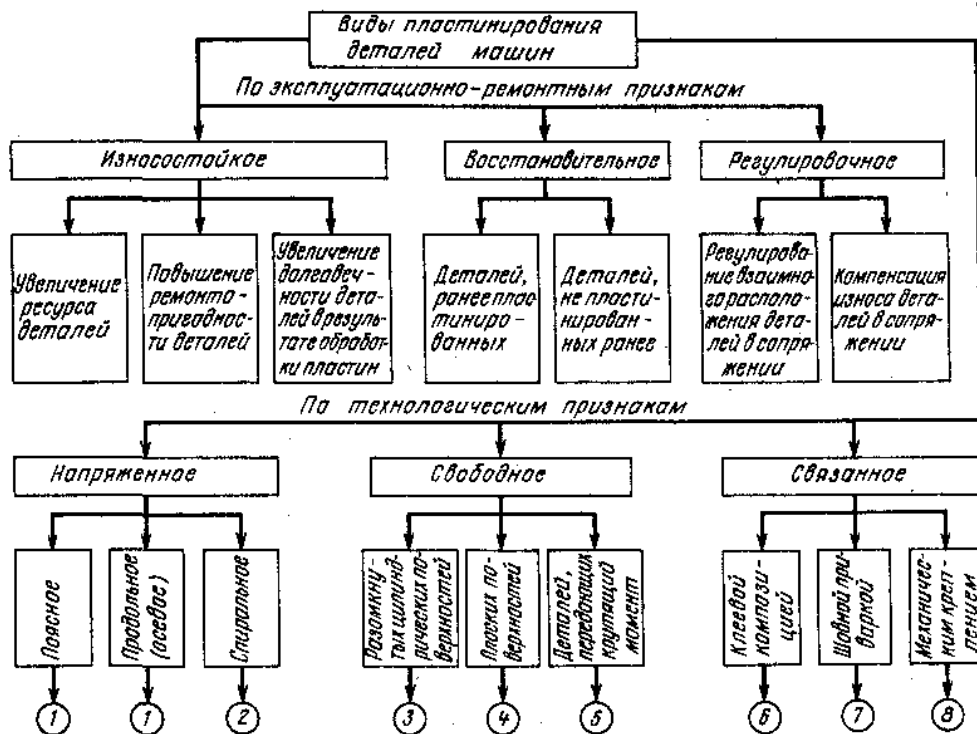 Виды пластинирования
деталей машин
По эксплуатационно-ремонтным признакам
Износостойкое
Восстановительное
Регулировочное
Увеличение
ресурса
деталей
Повышение
ремонто-
пригоднос-
ти деталей
Увеличение
долговеч-
ности дета-
лей в резуль-
тате обработ-
ки пластин
Деталей,
ранее плас-
тиниро-
ванных
Деталей,
не пласти-
нирован-
ных ранее
Регулирова-
ние взаимно-
го располо-
жения дета-
лей в сопря-
жении
Компенсация
износа дета-
лей в сопря-
жении
По технологическим признакам
Напряженное
Свободное
Связанное
Поясное
Продольное
(осевое)
Спиральное
Разомкну-
тых цилинд-
рических по-
верхностей
Плоских по-
верхностей
Деталей,
передающих
крутящий
момент
Клеевой
компози-
цией
Шовной при-
варкой
Механичес-
ким креп-
лением
1
1
2
3
4
5
6
7
8